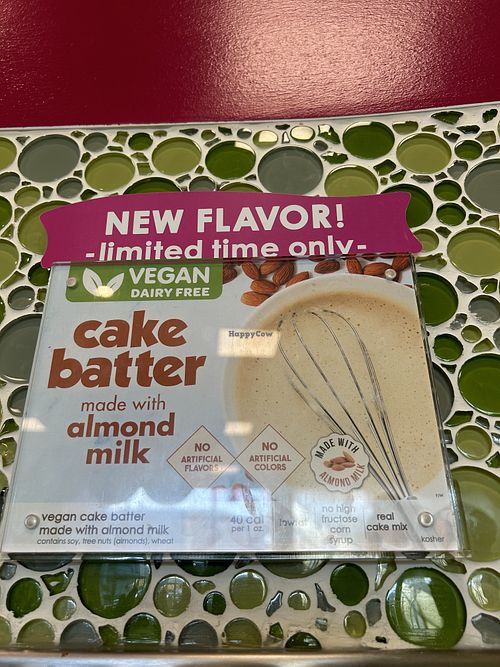 NEW FLAVOR!
-limited time only-
VEGAN
DAIRY FREE
HappyCow
cake
batter
made with
almond
milk
NO
ARTIFICIAL
FLAVORS
NO
ARTIFICIAL
COLORS
MADE WITH
ALMOND MILK
vegan cake batter
made with almond milk
contains soy, tree nuts (almonds), wheat
40 cal
per 1 oz.
lowfat
no high
fructose
corn
syrup
real
cake mix
kosher